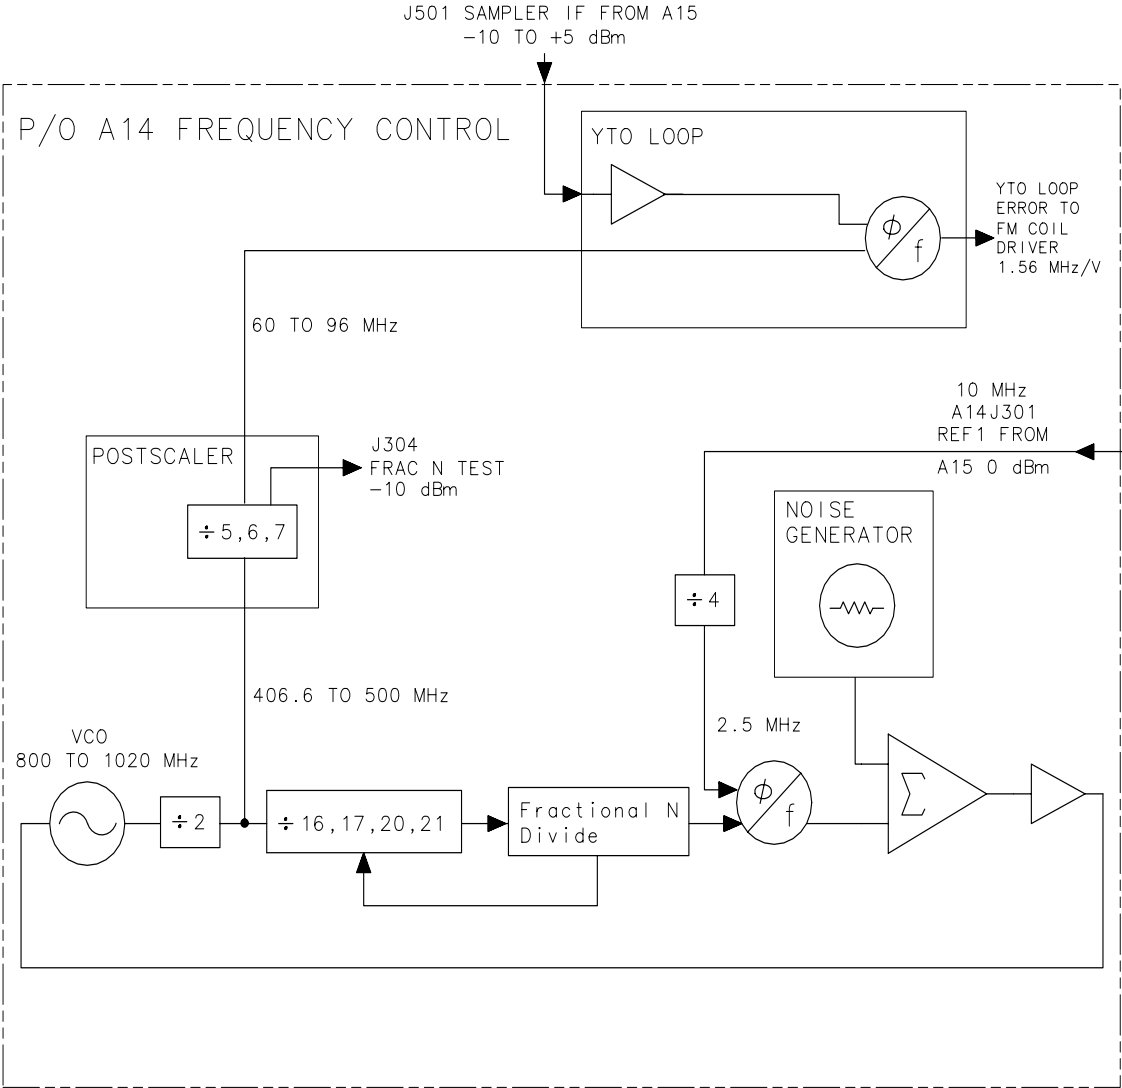 J501 SAMPLER IF FROM A15
-10 TO +5 dBm
P/O A14 FREQUENCY CONTROL
YTO LOOP
ϕ
f
YTO LOOP
ERROR TO
FM COIL
DRIVER
1.56 MHz/V
60 TO 96 MHz
10 MHz
A14J301
REF1 FROM
A15 0 dBm
POSTSCALER
J304
FRAC N TEST
-10 dBm
÷5,6,7
NOISE
GENERATOR
÷4
406.6 TO 500 MHz
2.5 MHz
VCO
800 TO 1020 MHz
÷2
÷16,17,20,21
Fractional N
Divide
ϕ
f
Σ